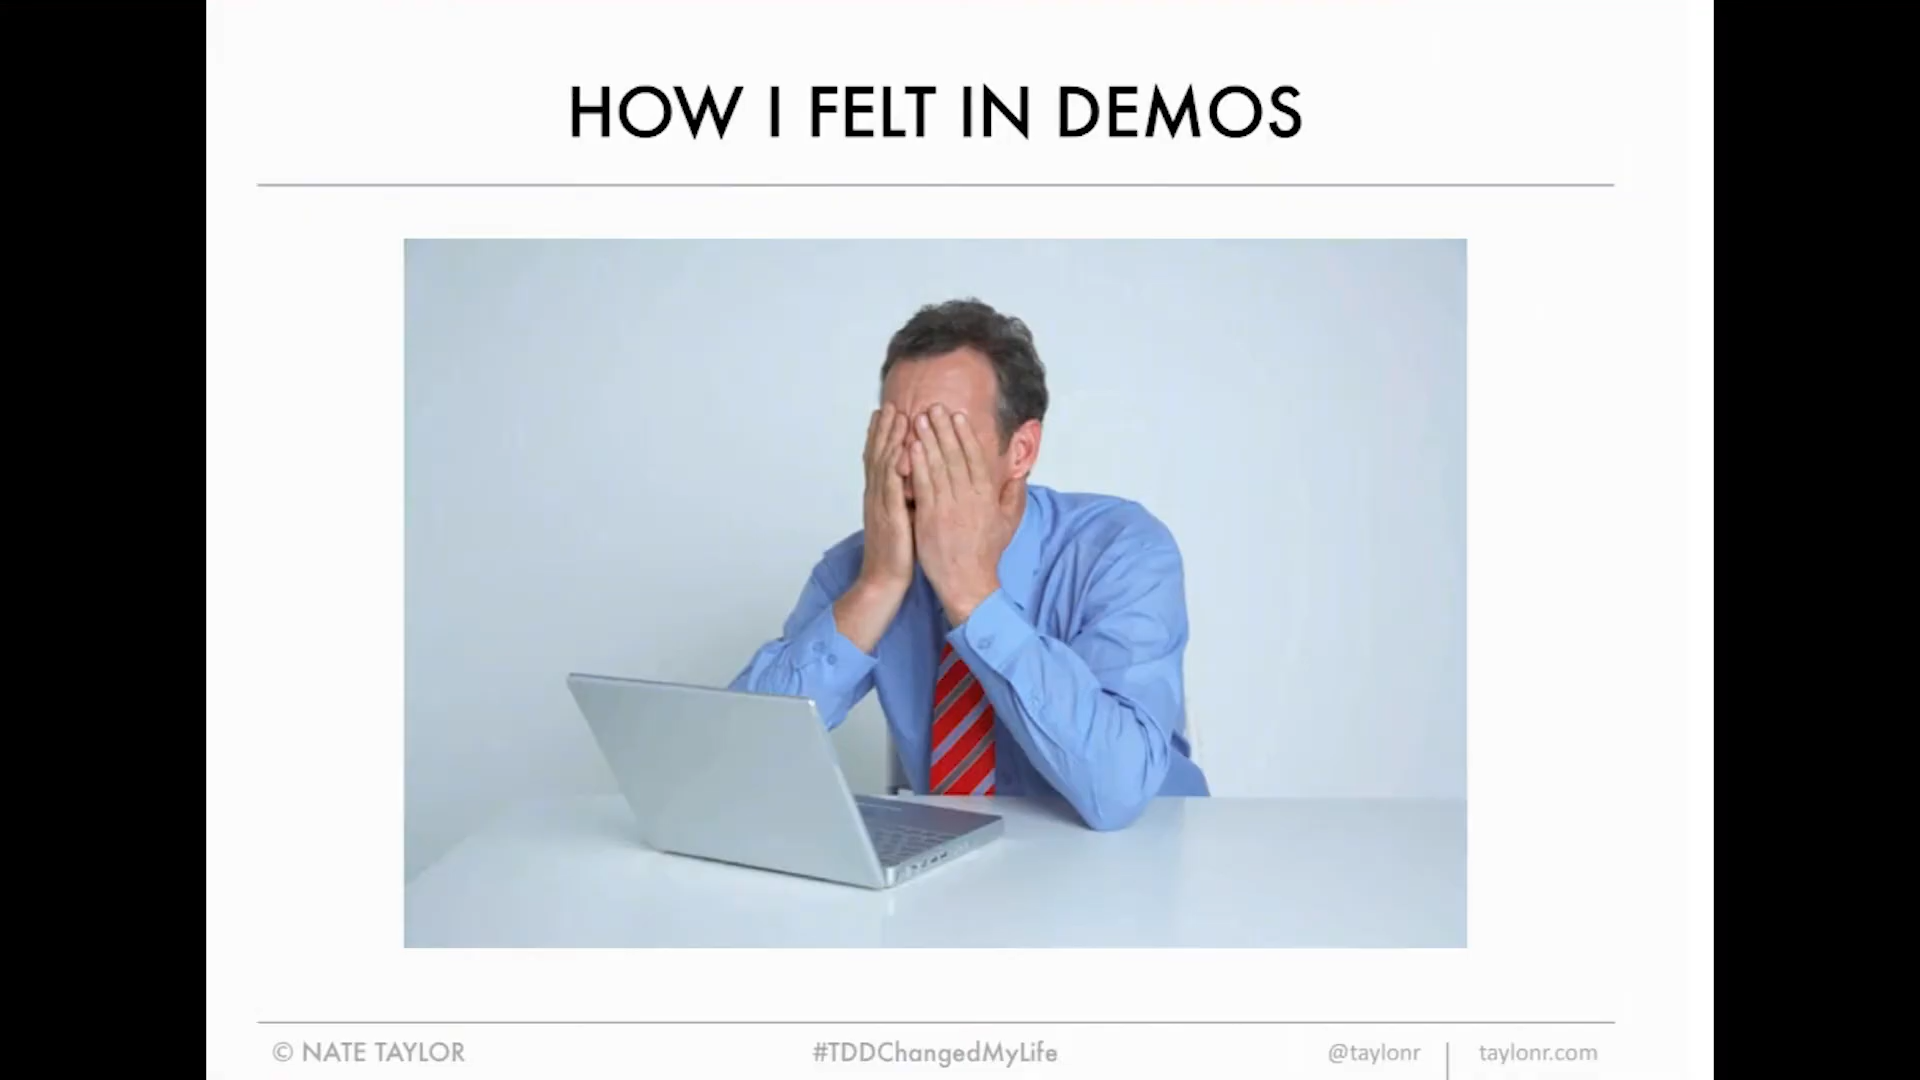 HOW I FELT IN DEMOS
© NATE TAYLOR
#TDDChangedMyLife
@taylonr
taylonr.com